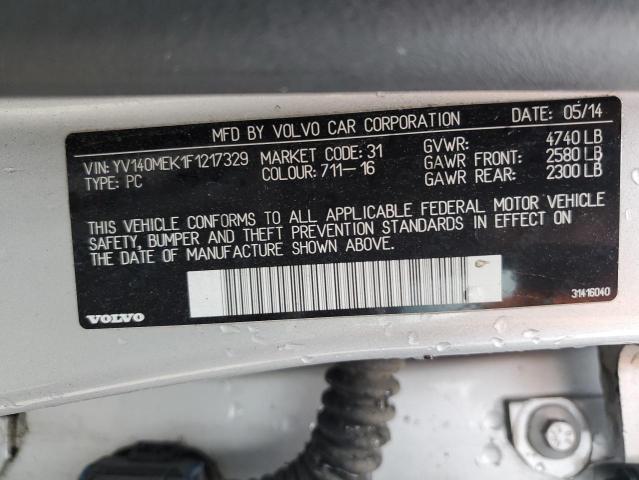 MFD BY VOLVO CAR CORPORATION DATE: 05/14
VIN: YV140MEK1F1217329 MARKET CODE: 31 GVWR: 4740 LB
TYPE: PC COLOUR: 711-16 GAWR FRONT: 2580 LB
GAWR REAR: 2300 LB
THIS VEHICLE CONFORMS TO ALL APPLICABLE FEDERAL MOTOR VEHICLE
SAFETY, BUMPER AND THEFT PREVENTION STANDARDS IN EFFECT ON
THE DATE OF MANUFACTURE SHOWN ABOVE.
31416040
VOLVO